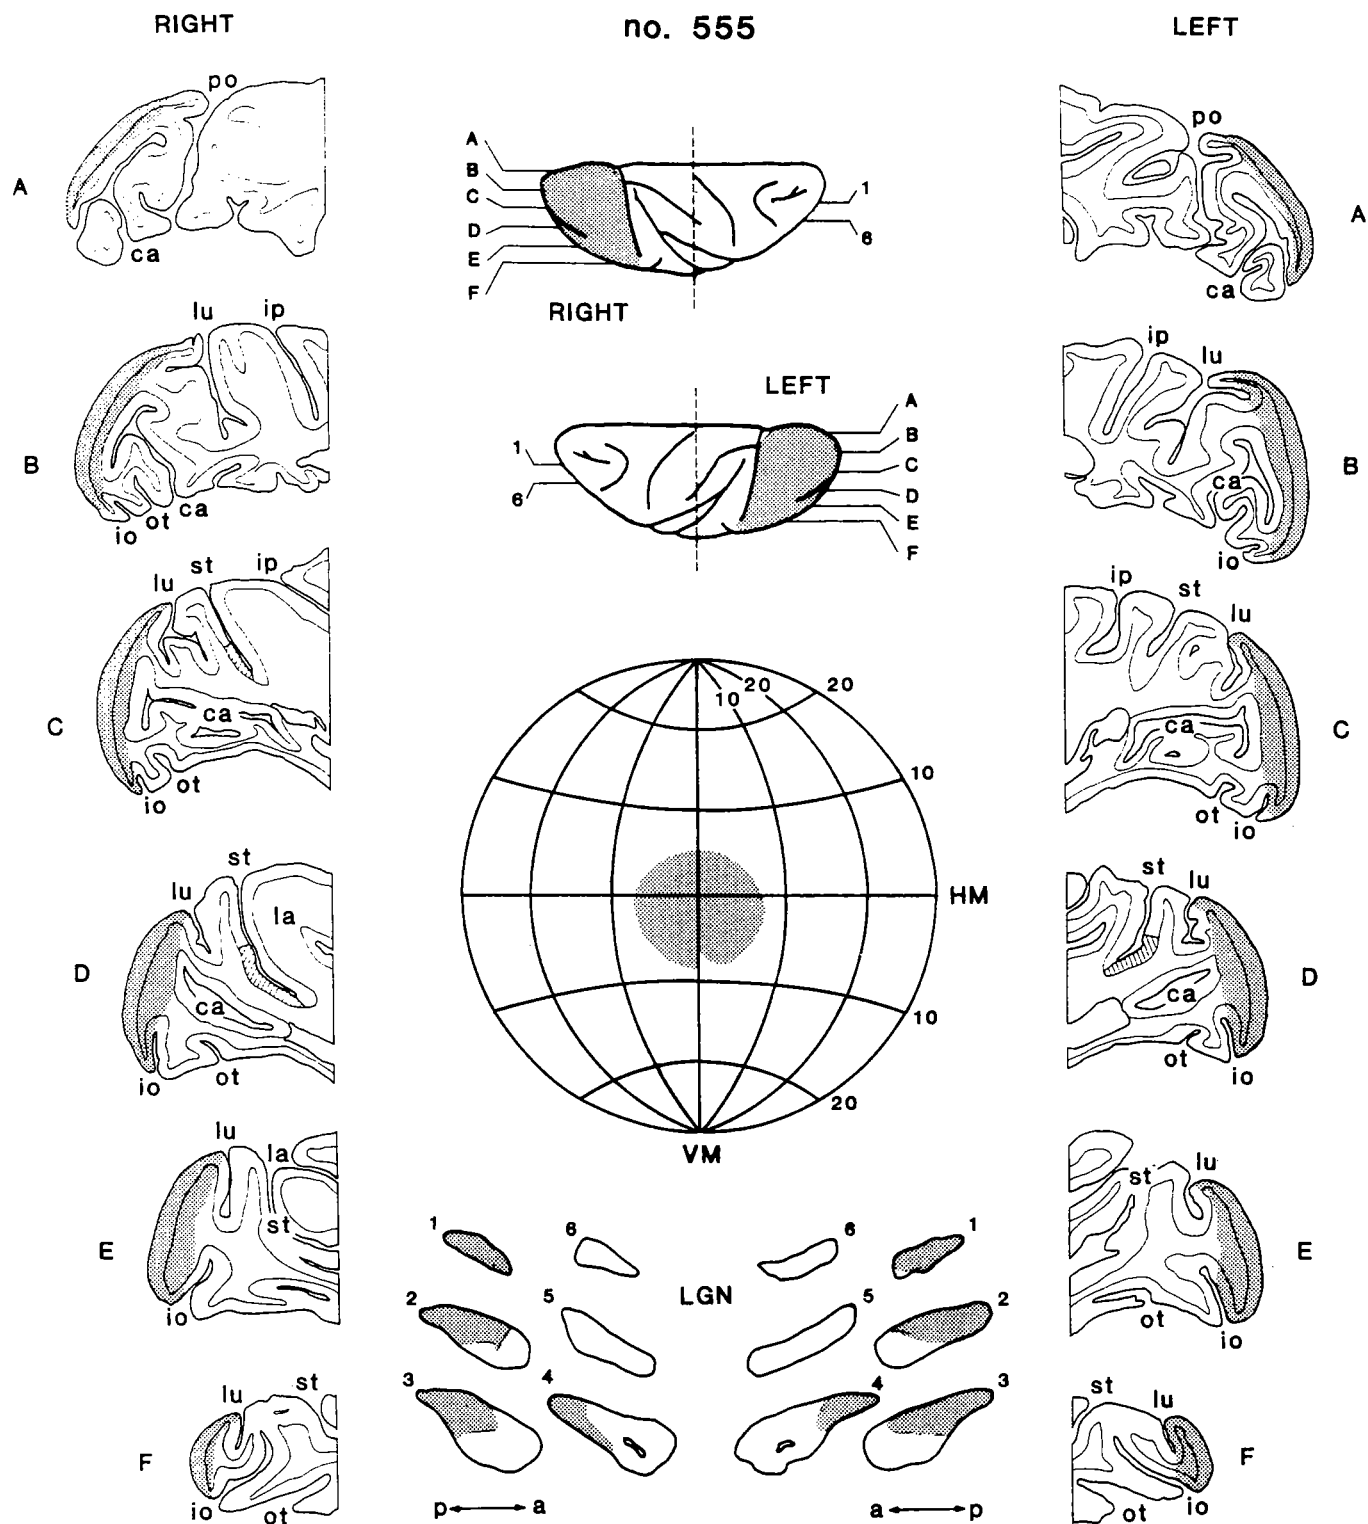 RIGHT
no. 555
LEFT
po
A
ca
A
B
C
D
E
F
1
6
RIGHT
po
A
ca
lu ip
B
io ot ca
LEFT
1
6
A
B
C
D
E
F
ip lu
B
ca
io
lu st ip
C
ca
io ot
ip st lu
C
ca
ot io
10 20 20
10
HM
10
20
VM
st
lu
la
D
ca
io ot
st lu
D
ca
ot io
lu
la
E
st
io
lu
st
E
ot
io
1 6 6 1
LGN
2 5 5 2
3 4 4 3
p a
a p
st
lu
F
io
ot
st
lu
F
ot io